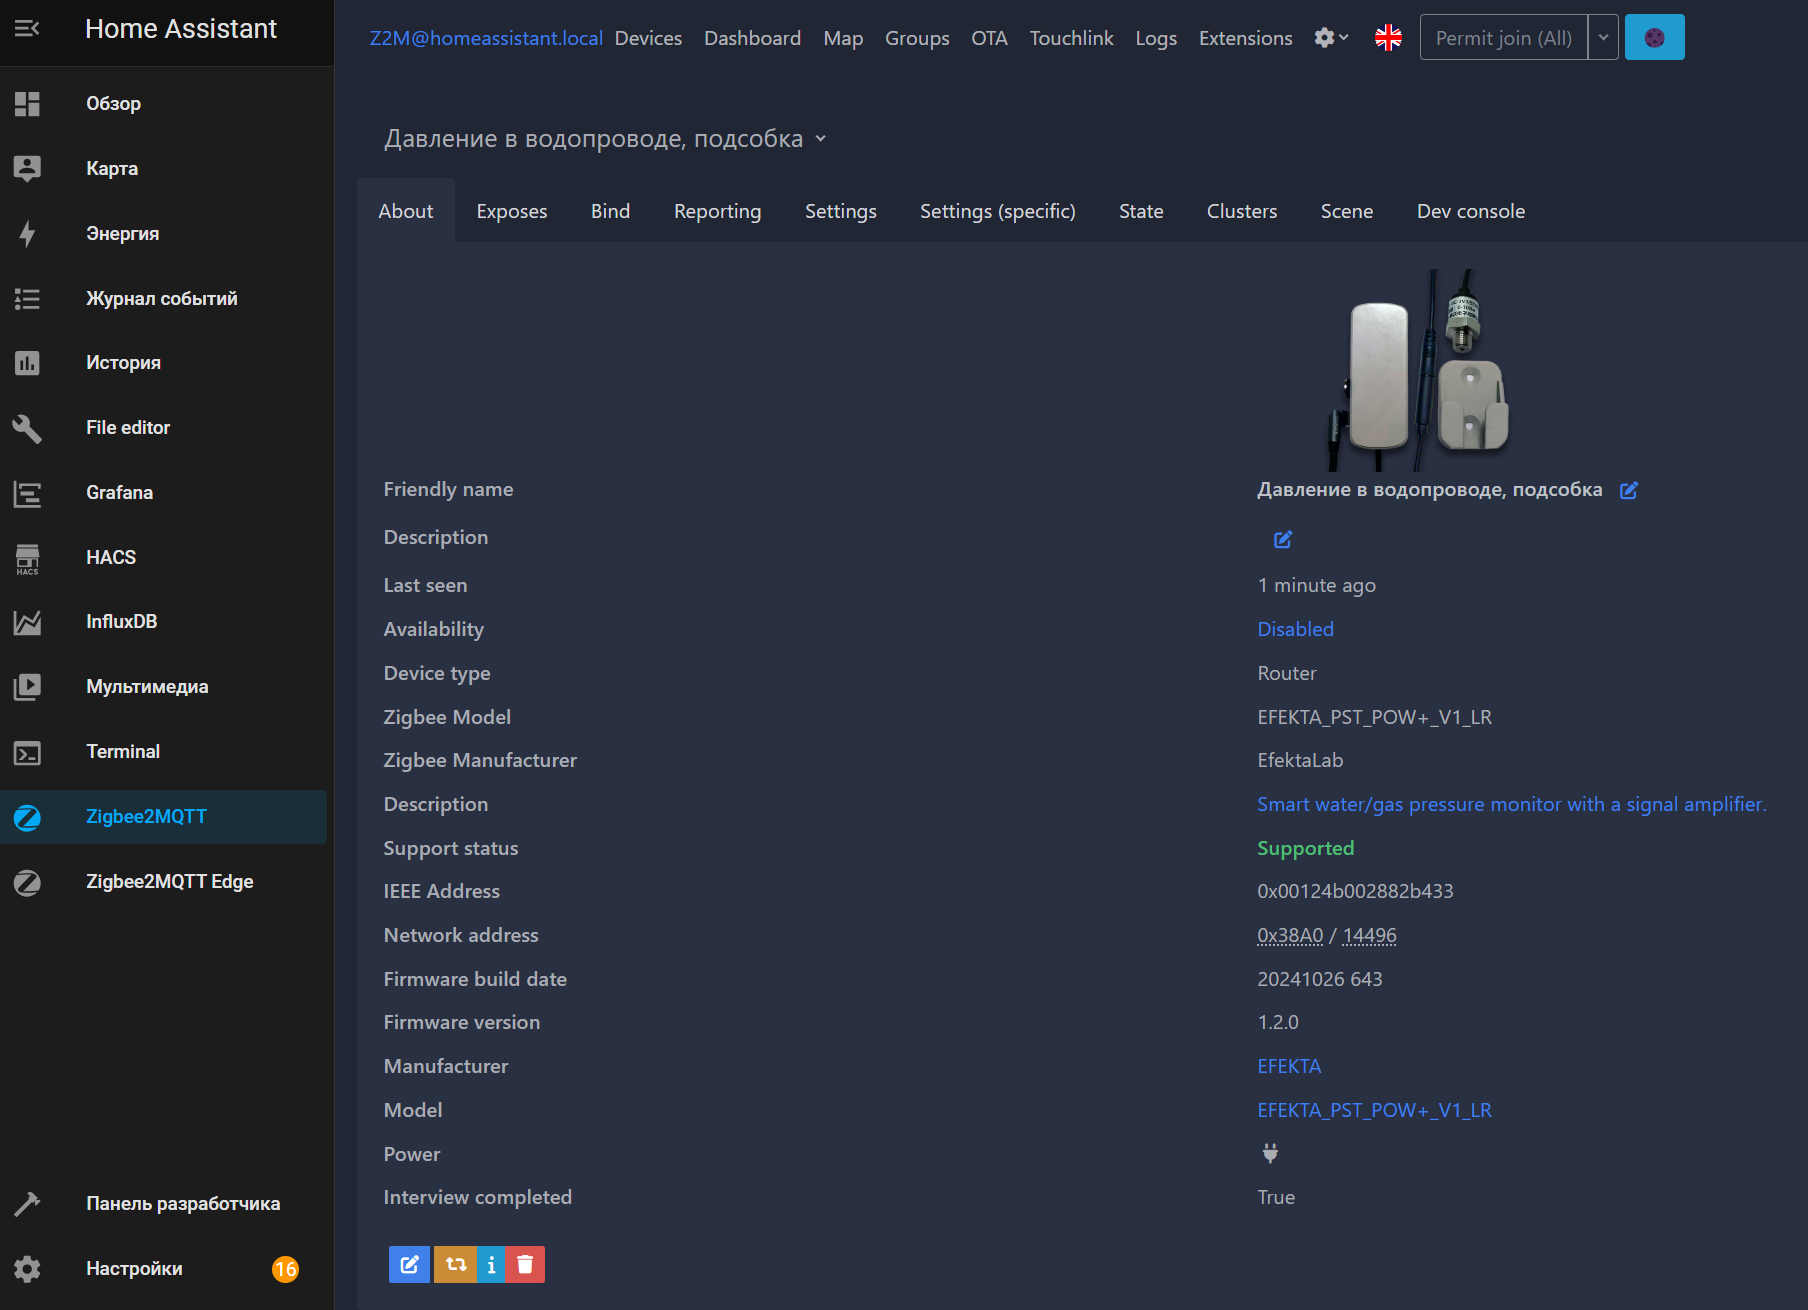 Home Assistant
Обзор
Карта
Энергия
Журнал событий
История
File editor
Grafana
HACS
HACS
InfluxDB
Мультимедиа
Terminal
Zigbee2MQTT
Zigbee2MQTT Edge
Панель разработчика
Настройки 16
Z2M@homeassistant.local Devices Dashboard Map Groups OTA Touchlink Logs Extensions Permit join (All)
Давление в водопроводе, подсобка
About Exposes Bind Reporting Settings Settings (specific) State Clusters Scene Dev console
Friendly name Давление в водопроводе, подсобка
Description
Last seen 1 minute ago
Availability Disabled
Device type Router
Zigbee Model EFEKTA_PST_POW+_V1_LR
Zigbee Manufacturer EfektaLab
Description Smart water/gas pressure monitor with a signal amplifier.
Support status Supported
IEEE Address 0x00124b002882b433
Network address 0x38A0 / 14496
Firmware build date 20241026 643
Firmware version 1.2.0
Manufacturer EFEKTA
Model EFEKTA_PST_POW+_V1_LR
Power
Interview completed True